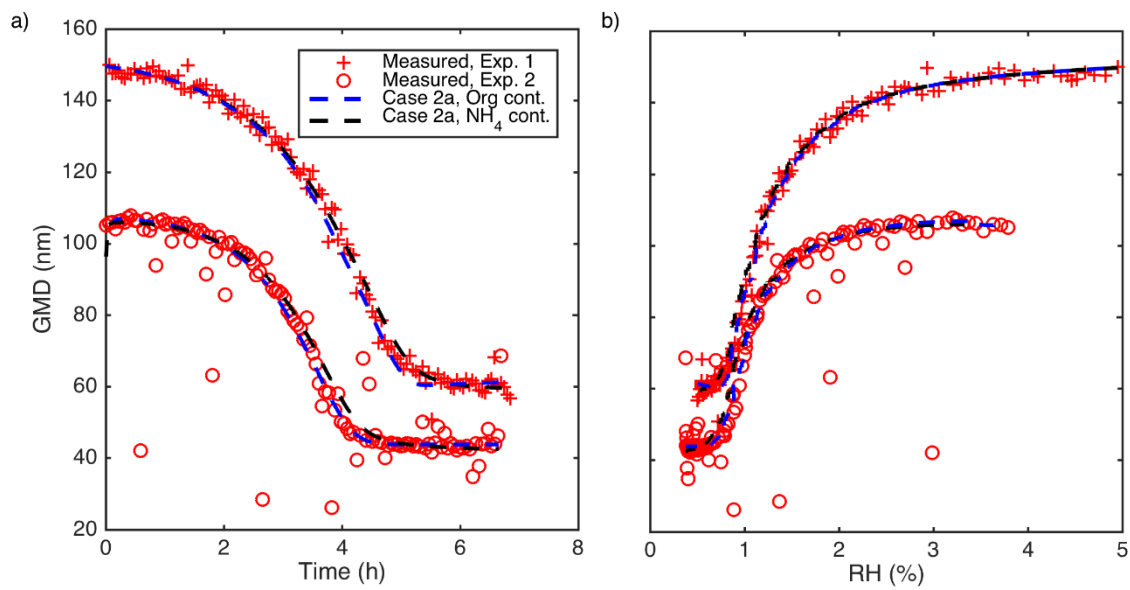 a)
b)
160
140
120
100
80
60
40
20
GMD (nm)
Measured, Exp. 1
Measured, Exp. 2
Case 2a, Org cont.
Case 2a, NH4 cont.
0 2 4 6 8
Time (h)
0 1 2 3 4 5
RH (%)